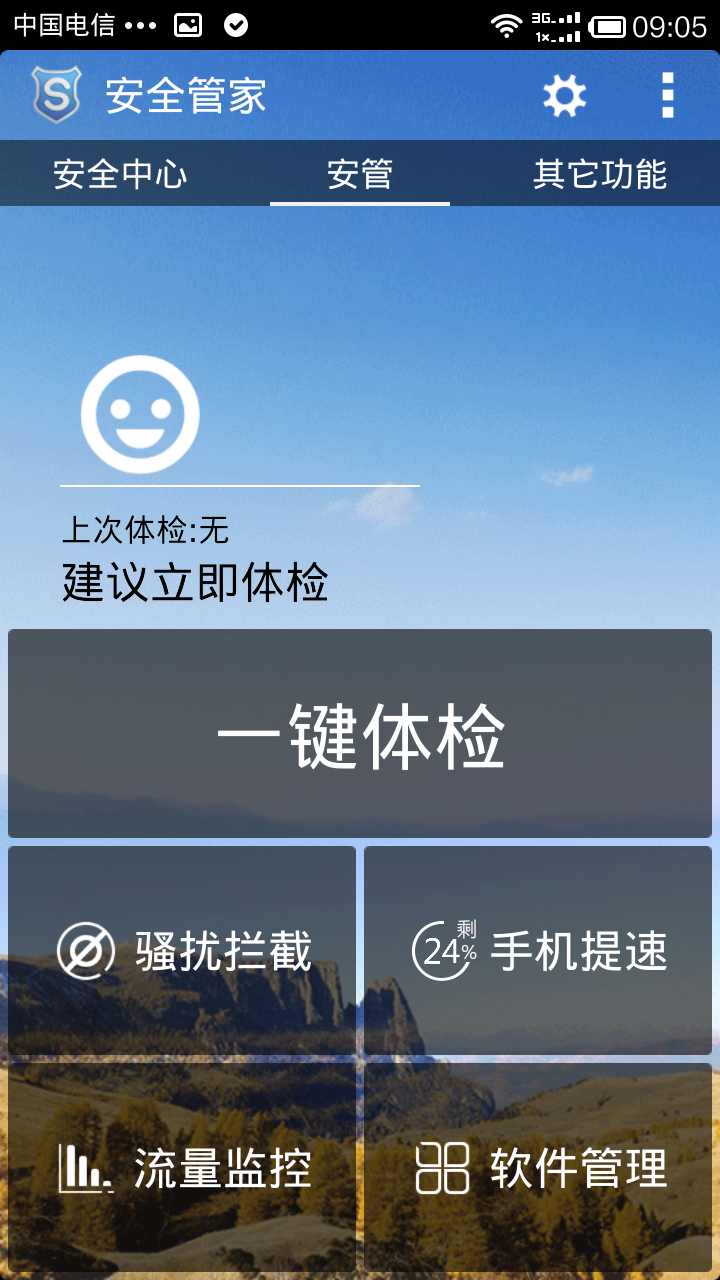 中国电信 ••• 3G 1× 09:05
S 安全管家
安全中心 安管 其它功能
上次体检:无
建议立即体检
一键体检
骚扰拦截 剩 24% 手机提速
流量监控 软件管理